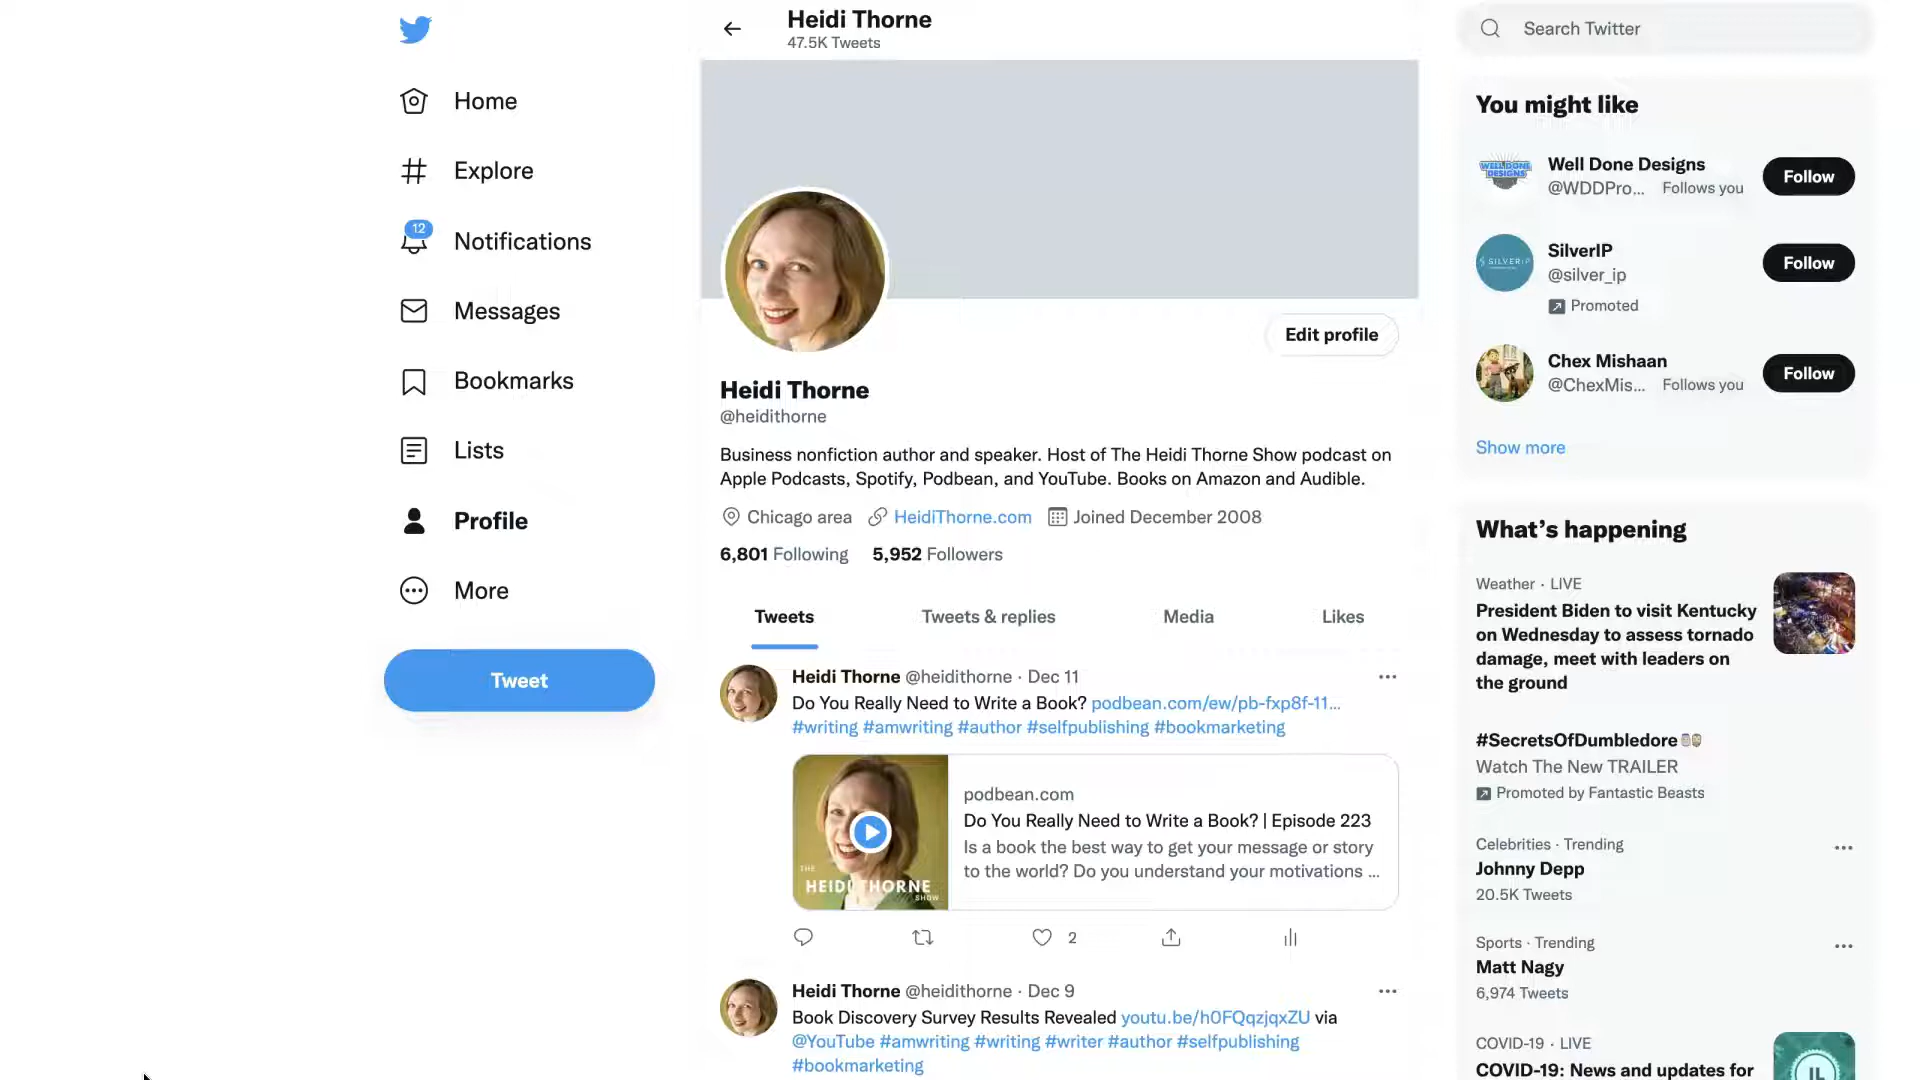 Home
Explore
12
Notifications
Messages
Bookmarks
Lists
Profile
More
Tweet
Heidi Thorne
47.5K Tweets
Edit profile
Heidi Thorne
@heidithorne
Business nonfiction author and speaker. Host of The Heidi Thorne Show podcast on
Apple Podcasts, Spotify, Podbean, and YouTube. Books on Amazon and Audible.
Chicago area HeidiThorne.com Joined December 2008
6,801 Following 5,952 Followers
Tweets Tweets & replies Media Likes
Heidi Thorne @heidithorne · Dec 11
Do You Really Need to Write a Book? podbean.com/ew/pb-fxp8f-11...
#writing #amwriting #author #selfpublishing #bookmarketing
THE
HEIDI THORNE
SHOW
podbean.com
Do You Really Need to Write a Book? | Episode 223
Is a book the best way to get your message or story
to the world? Do you understand your motivations ...
2
Heidi Thorne @heidithorne · Dec 9
Book Discovery Survey Results Revealed youtu.be/h0FQqzjqxZU via
@YouTube #amwriting #writing #writer #author #selfpublishing
#bookmarketing
Search Twitter
You might like
WELL DONE
DESIGNS
Well Done Designs
@WDDPro... Follows you
Follow
SILVERIP
SilverIP
@silver_ip
Promoted
Follow
Chex Mishaan
@ChexMis... Follows you
Follow
Show more
What's happening
Weather · LIVE
President Biden to visit Kentucky
on Wednesday to assess tornado
damage, meet with leaders on
the ground
#SecretsOfDumbledore
Watch The New TRAILER
Promoted by Fantastic Beasts
Celebrities · Trending
Johnny Depp
20.5K Tweets
Sports · Trending
Matt Nagy
6,974 Tweets
COVID-19 · LIVE
COVID-19: News and updates for
IL